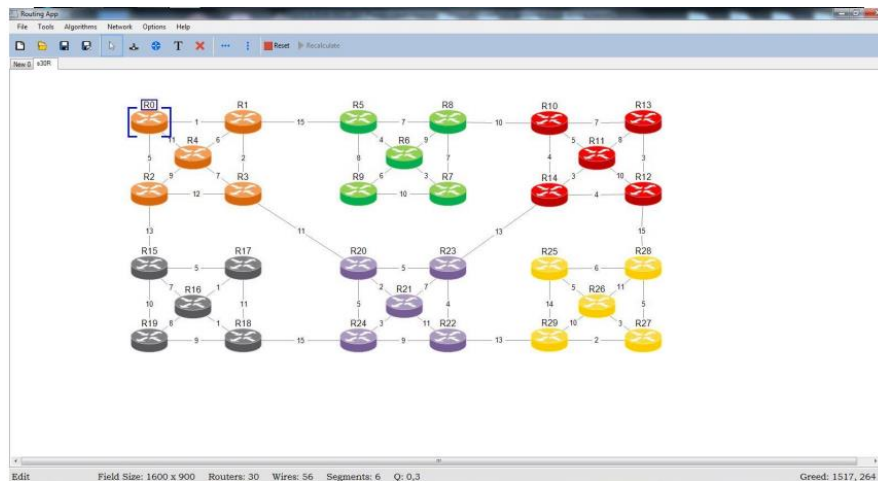 Routing App
File Tools Algorithms Network Options Help
T Reset Recalculate
New 0 s30R
R0 R1 R5 R8 R10 R13
1 15 7 10 7
R4 R6 R11
11 6 4 9 5 8
5 2 6 7 4 3
R2 R3 R9 R7 R14 R12
9 7 6 3 3 10
12 10 4
13 11 13 15
R15 R17 R20 R23 R25 R28
5 5 6
R16 R21 R26
7 1 2 7 5 11
10 11 5 4 14 5
R19 R18 R24 R22 R29 R27
8 1 3 11 10 3
9 15 9 13 2
Edit Field Size: 1600 x 900 Routers: 30 Wires: 56 Segments: 6 Q: 0,3 Greed: 1517, 264